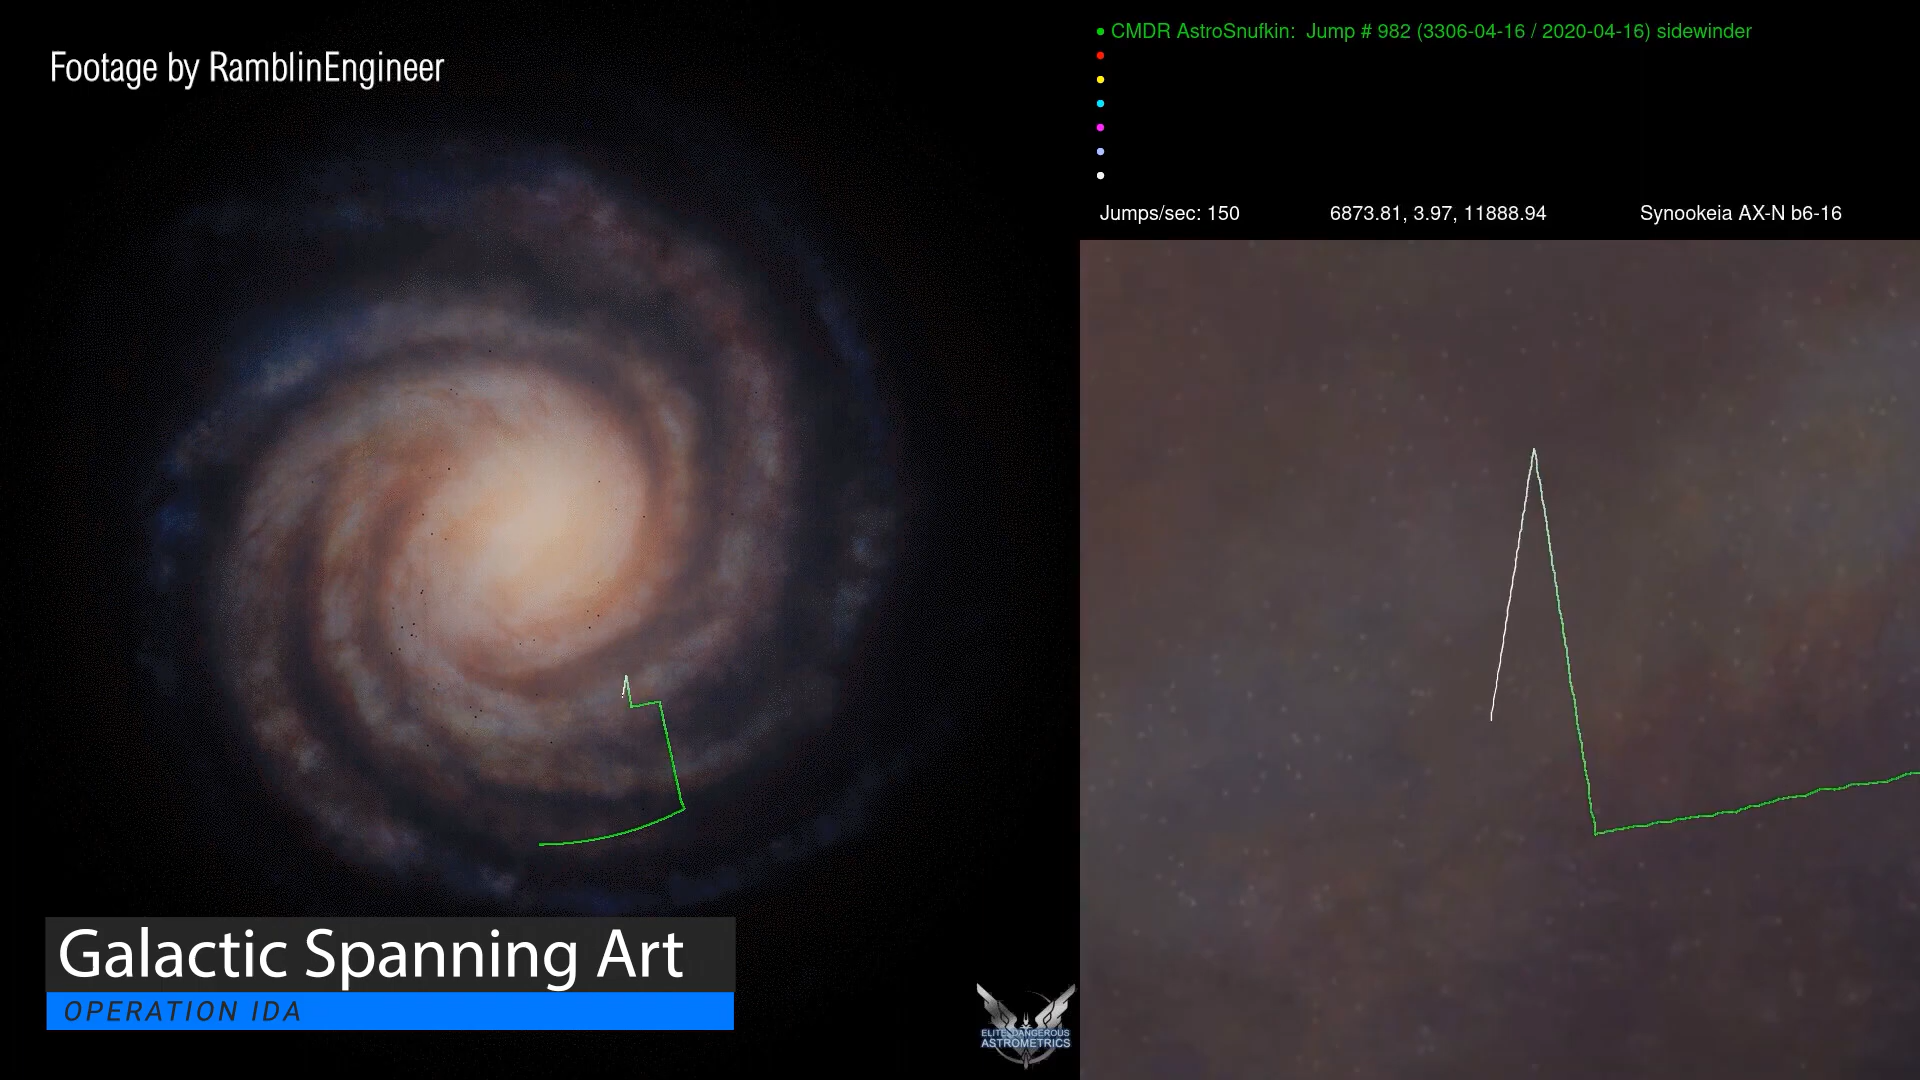 Footage by RamblinEngineer
CMDR AstroSnufkin: Jump # 982 (3306-04-16 / 2020-04-16) sidewinder
Jumps/sec: 150
6873.81, 3.97, 11888.94
Synookeia AX-N b6-16
Galactic Spanning Art
OPERATION IDA
ELITE DANGEROUS
ASTROMETRICS